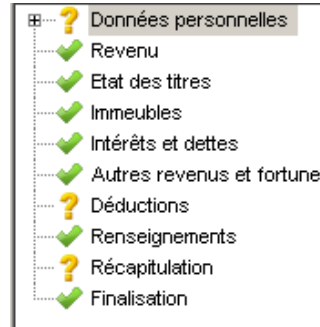 Données personnelles
Revenu
Etat des titres
Immeubles
Intérêts et dettes
Autres revenus et fortune
Déductions
Renseignements
Récapitulation
Finalisation